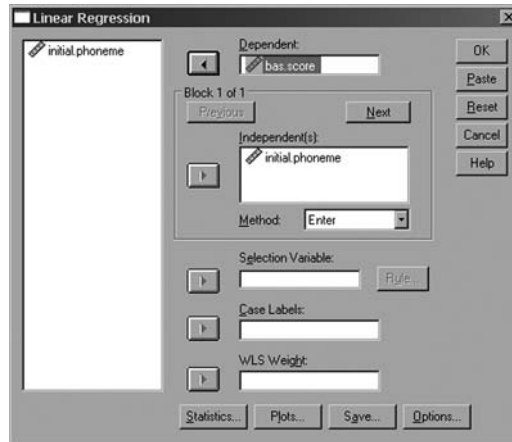 Linear Regression
initial.phoneme
Dependent:
bas.score
Block 1 of 1
Previous
Next
Independent(s):
initial.phoneme
Method:
Enter
Selection Variable:
Rule...
Case Labels:
WLS Weight:
OK
Paste
Reset
Cancel
Help
Statistics...
Plots...
Save...
Options...